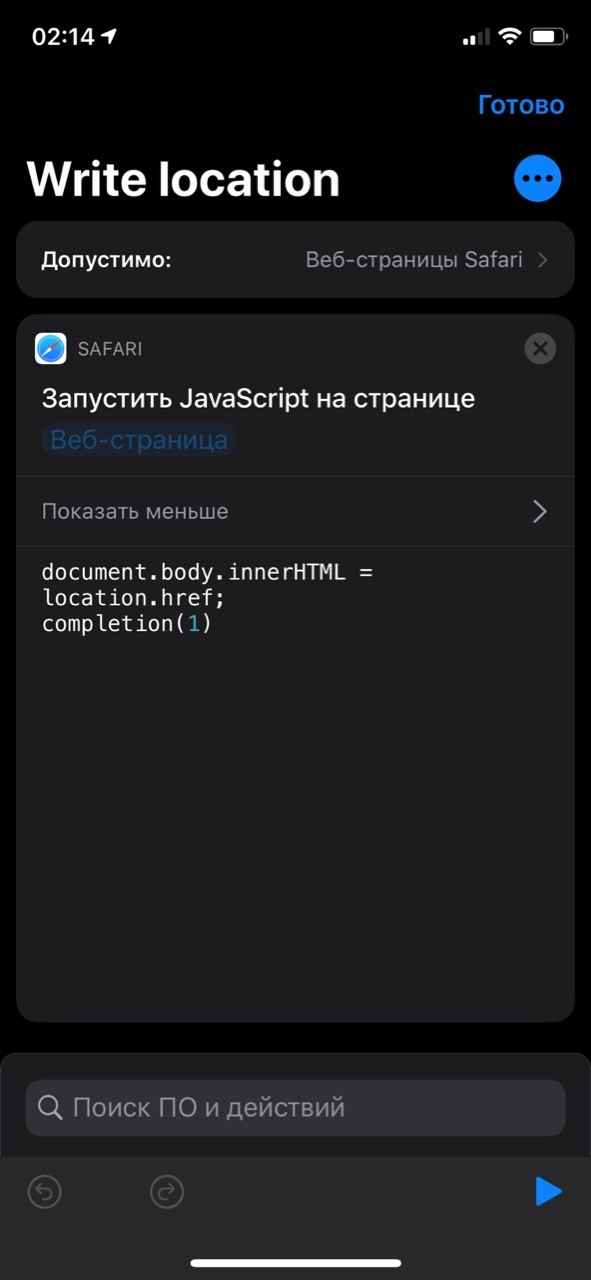 02:14
Готово
Write location
Допустимо: Веб-страницы Safari
SAFARI
Запустить JavaScript на странице
Веб-страница
Показать меньше
document.body.innerHTML =
location.href;
completion(1)
Поиск ПО и действий